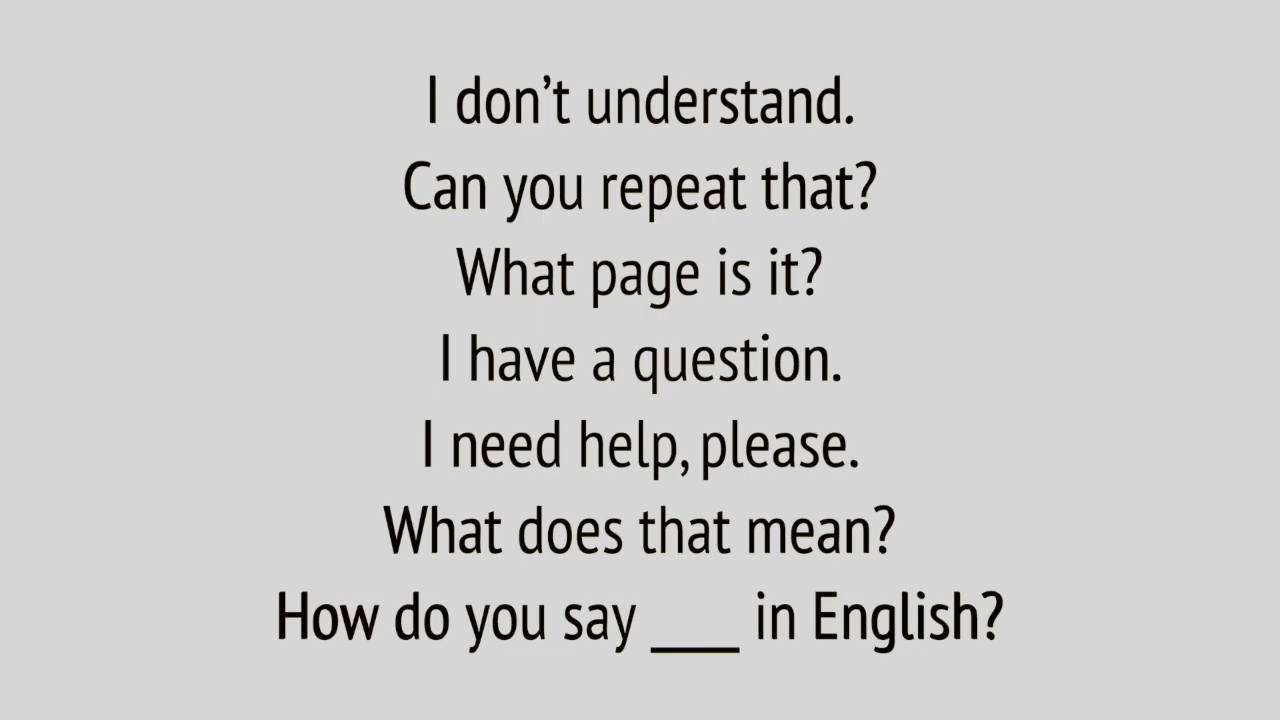 I don’t understand.
Can you repeat that?
What page is it?
I have a question.
I need help, please.
What does that mean?
How do you say ____ in English?